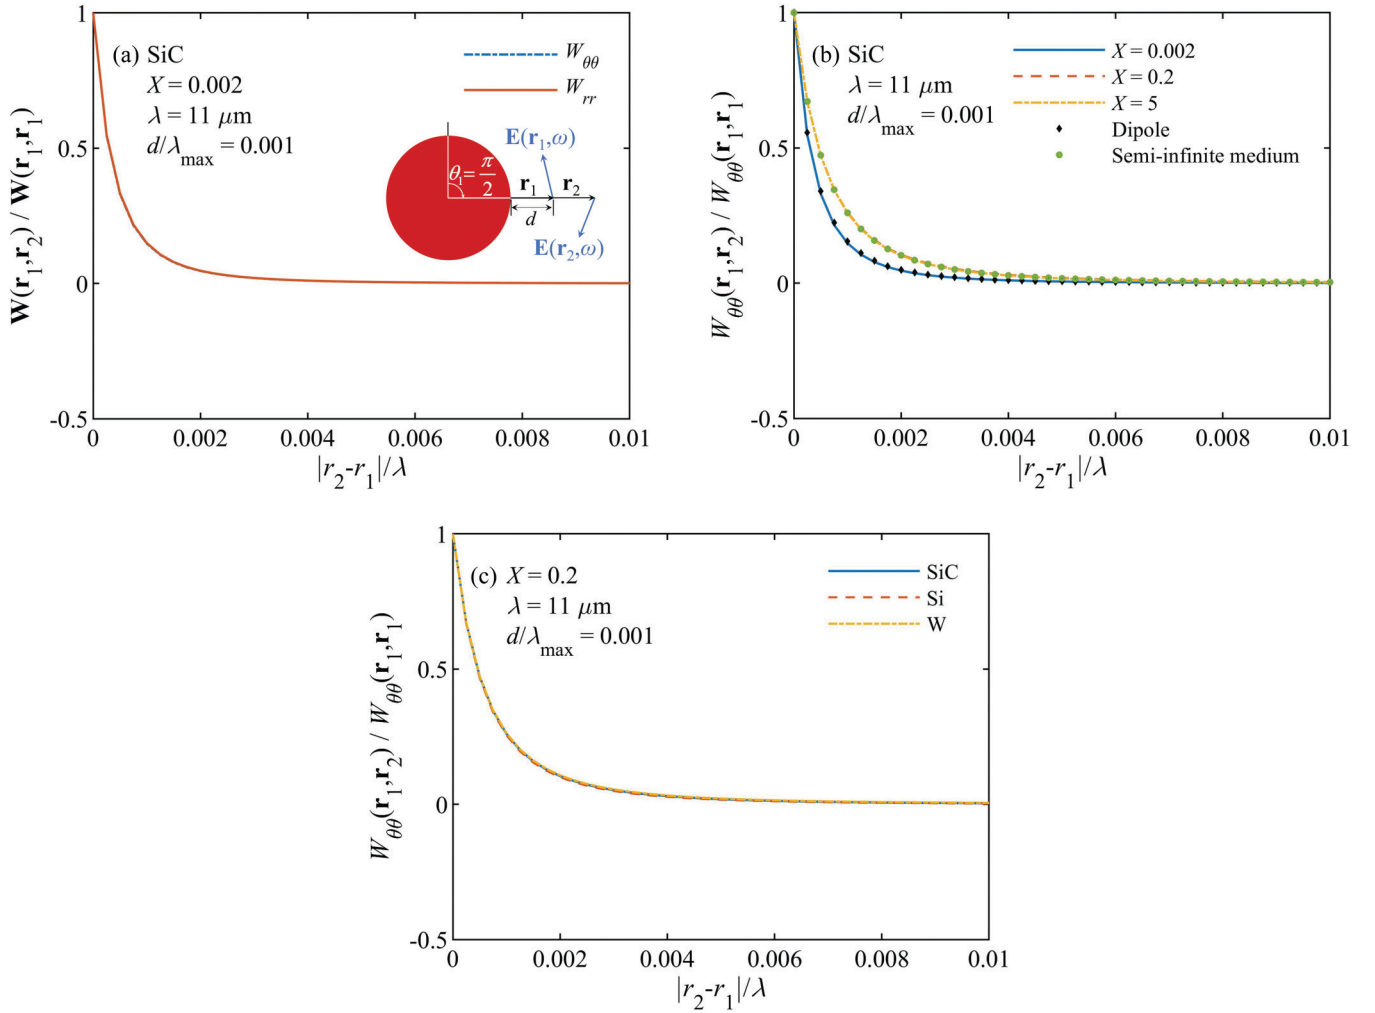 (a) SiC
X = 0.002
λ = 11 μm
d/λmax = 0.001
Wθθ
Wrr
θ1 = π/2
r1
r2
d
E(r1,ω)
E(r2,ω)
W(r1,r2) / W(r1,r1)
1
0.5
0
-0.5
0 0.002 0.004 0.006 0.008 0.01
|r2-r1|/λ
(b) SiC
λ = 11 μm
d/λmax = 0.001
X = 0.002
X = 0.2
X = 5
Dipole
Semi-infinite medium
Wθθ(r1,r2) / Wθθ(r1,r1)
1
0.5
0
-0.5
0 0.002 0.004 0.006 0.008 0.01
|r2-r1|/λ
(c) X = 0.2
λ = 11 μm
d/λmax = 0.001
SiC
Si
W
Wθθ(r1,r2) / Wθθ(r1,r1)
1
0.5
0
-0.5
0 0.002 0.004 0.006 0.008 0.01
|r2-r1|/λ